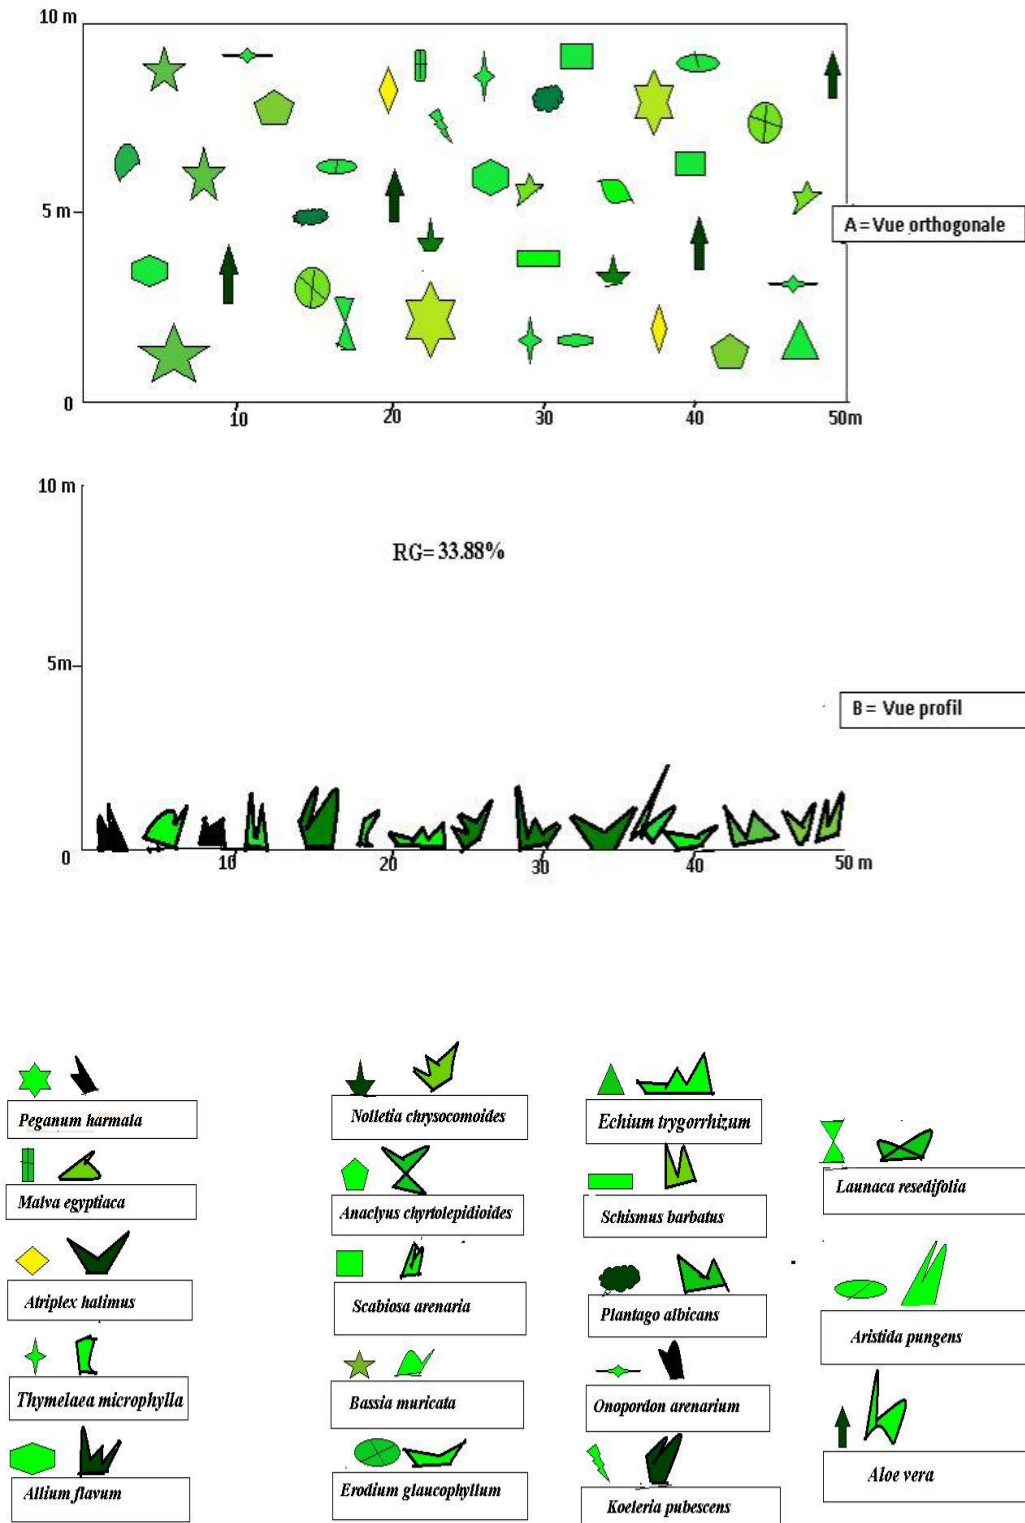 10 m
5 m
A = Vue orthogonale
0
10
20
30
40
50m
10 m
RG= 33.88%
5m
B = Vue profil
0
10
20
30
40
50 m
Peganum harmala
Nolletia chrysocomoides
Echium trygorrhizum
Malva egyptiaca
Anaclyus chyrtolepidioides
Schismus barbatus
Launaca resedifolia
Atriplex halimus
Scabiosa arenaria
Plantago albicans
Aristida pungens
Thymelaea microphylla
Bassia muricata
Onopordon arenarium
Allium flavum
Erodium glaucophyllum
Koeleria pubescens
Aloe vera